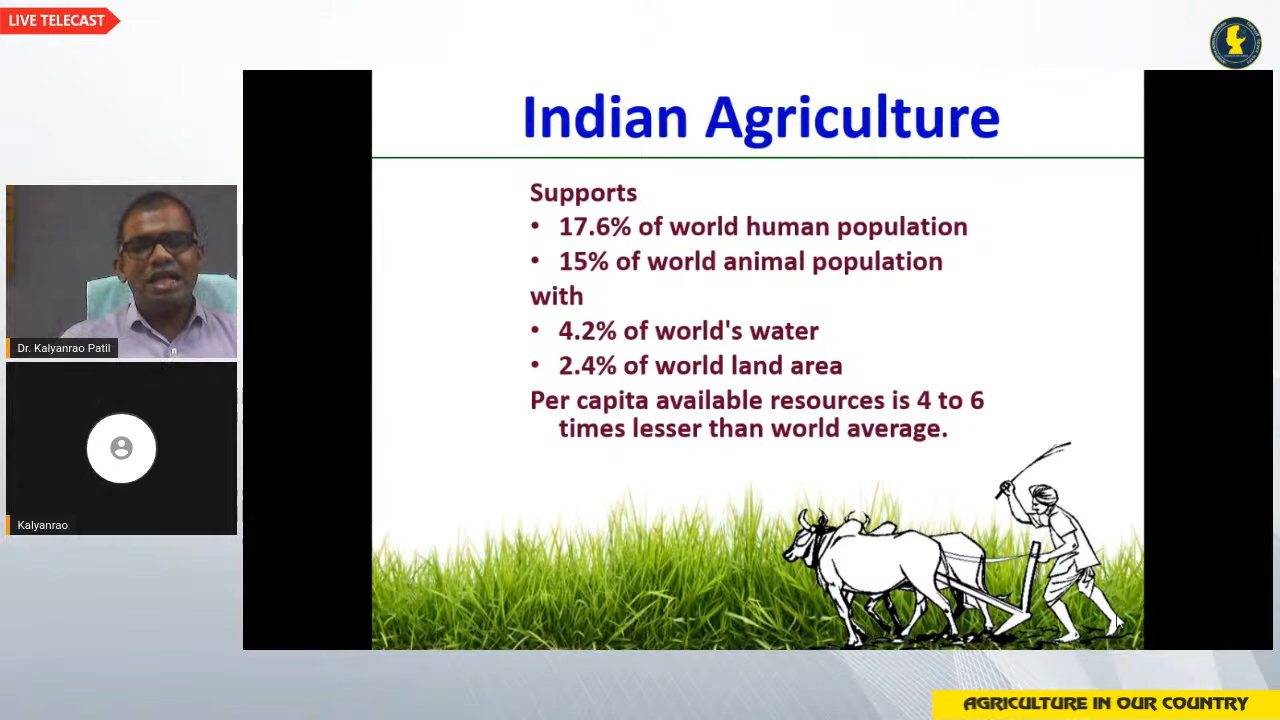 LIVE TELECAST
Indian Agriculture
Supports
• 17.6% of world human population
• 15% of world animal population
with
• 4.2% of world's water
• 2.4% of world land area
Per capita available resources is 4 to 6
times lesser than world average.
Dr. Kalyanrao Patil
Kalyanrao
AGRICULTURE IN OUR COUNTRY